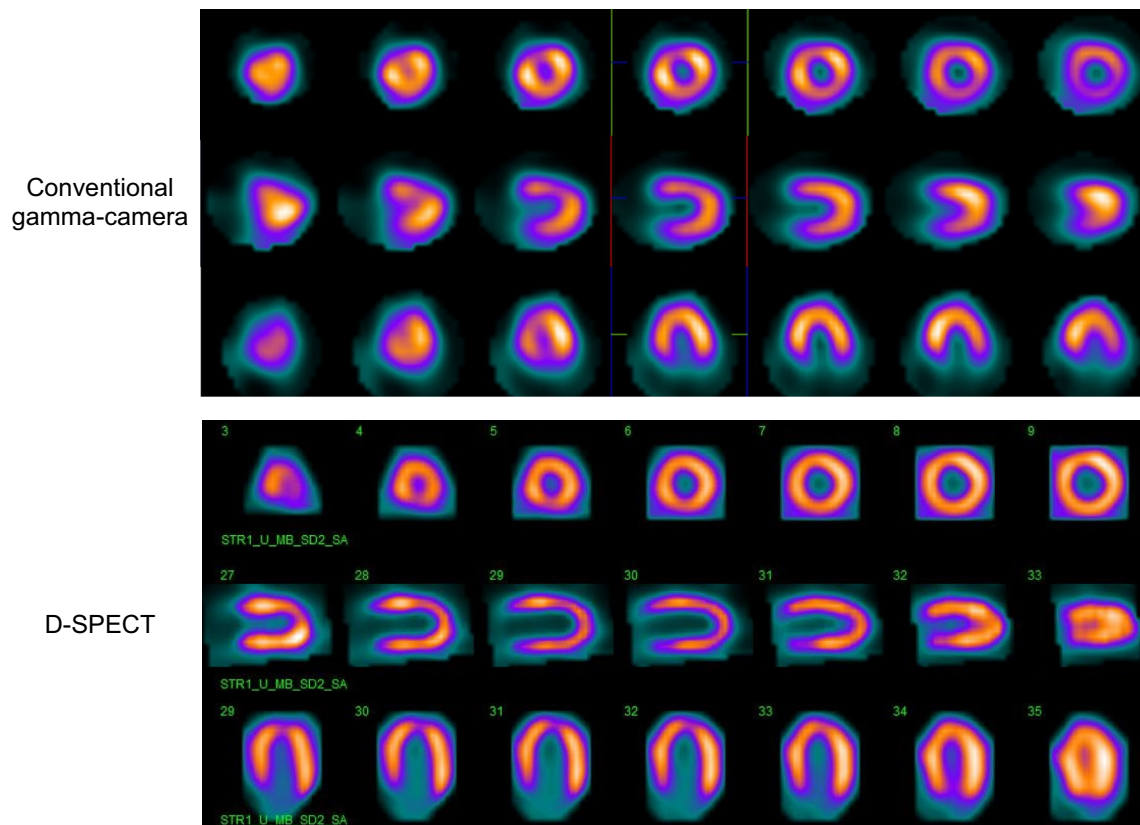 Conventional
gamma-camera
3 4 5 6 7 8 9
STR1_U_MB_SD2_SA
27 28 29 30 31 32 33
D-SPECT
STR1_U_MB_SD2_SA
29 30 31 32 33 34 35
STR1_U_MB_SD2_SA